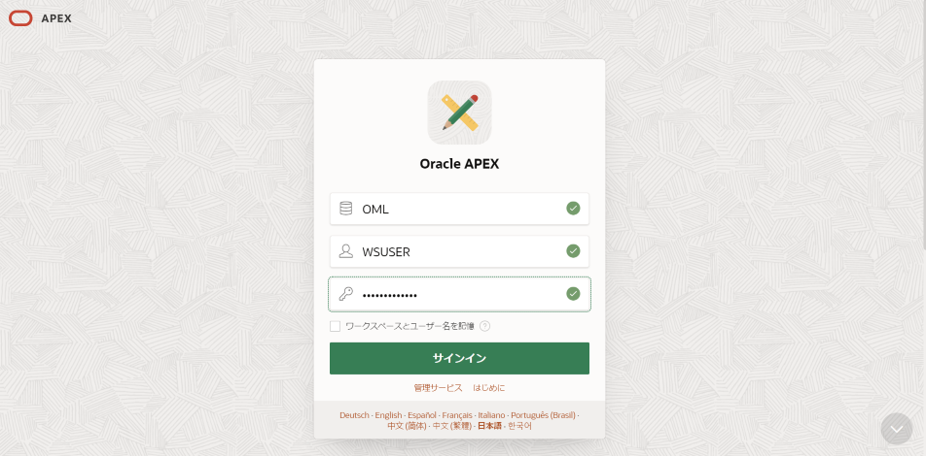 APEX
Oracle APEX
OML
WSUSER
•••••••••••••
ワークスペースとユーザー名を記憶 ?
サインイン
管理サービス はじめに
Deutsch · English · Español · Français · Italiano · Português (Brasil) ·
中文 (简体) · 中文 (繁體) · 日本語 · 한국어